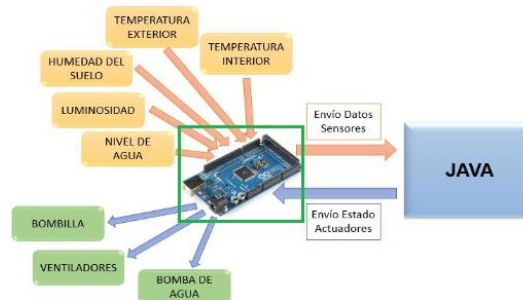 TEMPERATURA
EXTERIOR
TEMPERATURA
INTERIOR
HUMEDAD DEL
SUELO
LUMINOSIDAD
NIVEL DE
AGUA
Envío Datos
Sensores
JAVA
Envío Estado
Actuadores
BOMBILLA
VENTILADORES
BOMBA DE
AGUA